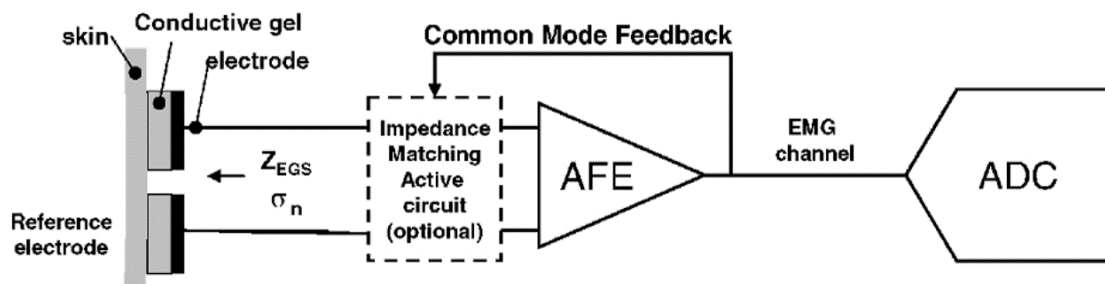 Conductive gel
skin
electrode
Common Mode Feedback
Impedance
Matching
Active
circuit
(optional)
Z_EGS
σ_n
Reference
electrode
AFE
EMG
channel
ADC